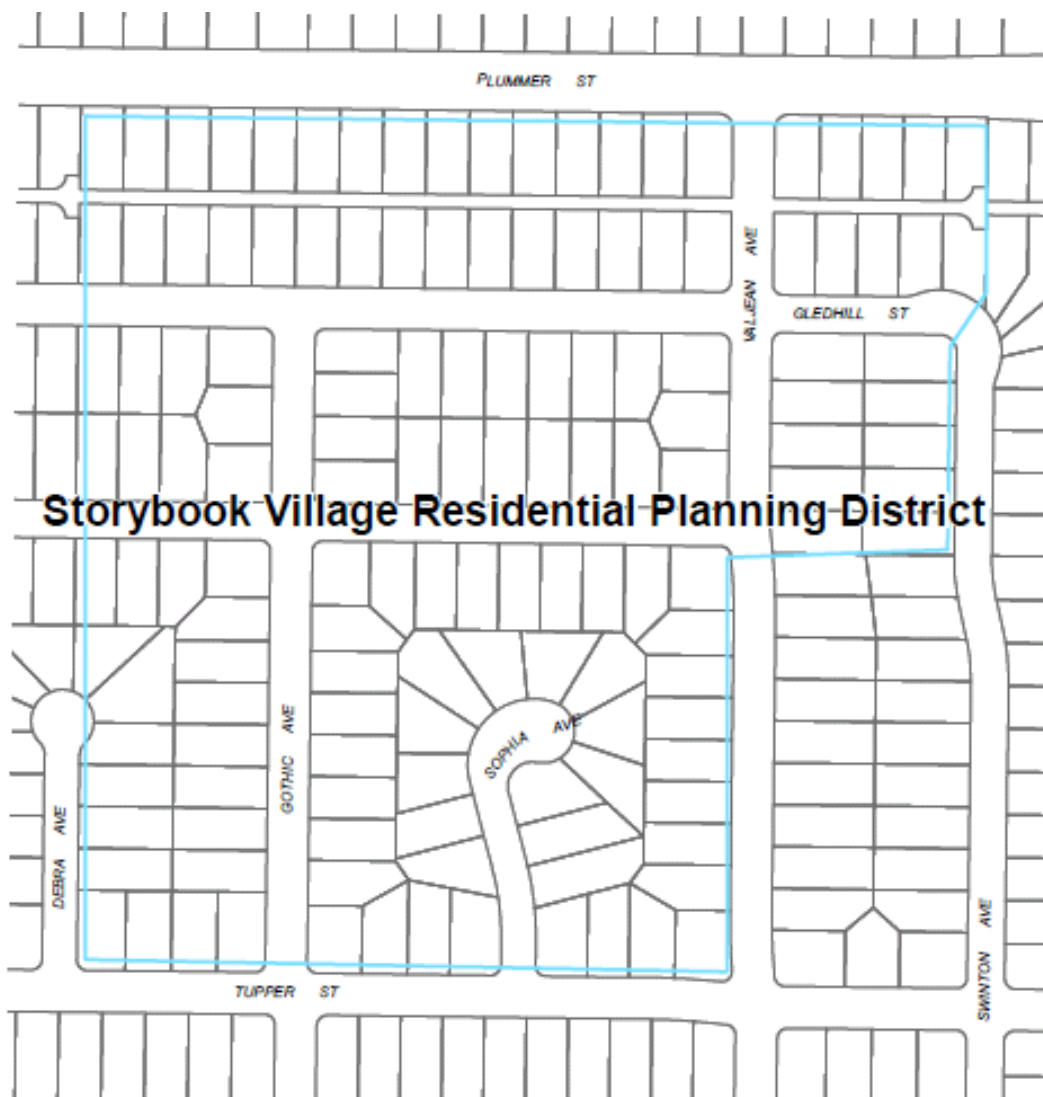 PLUMMER ST
VALJEAN AVE
GLEDHILL ST
Storybook Village Residential Planning District
SOPHIA AVE
GOTHIC AVE
DEBRA AVE
SWINTON AVE
TUPPER ST